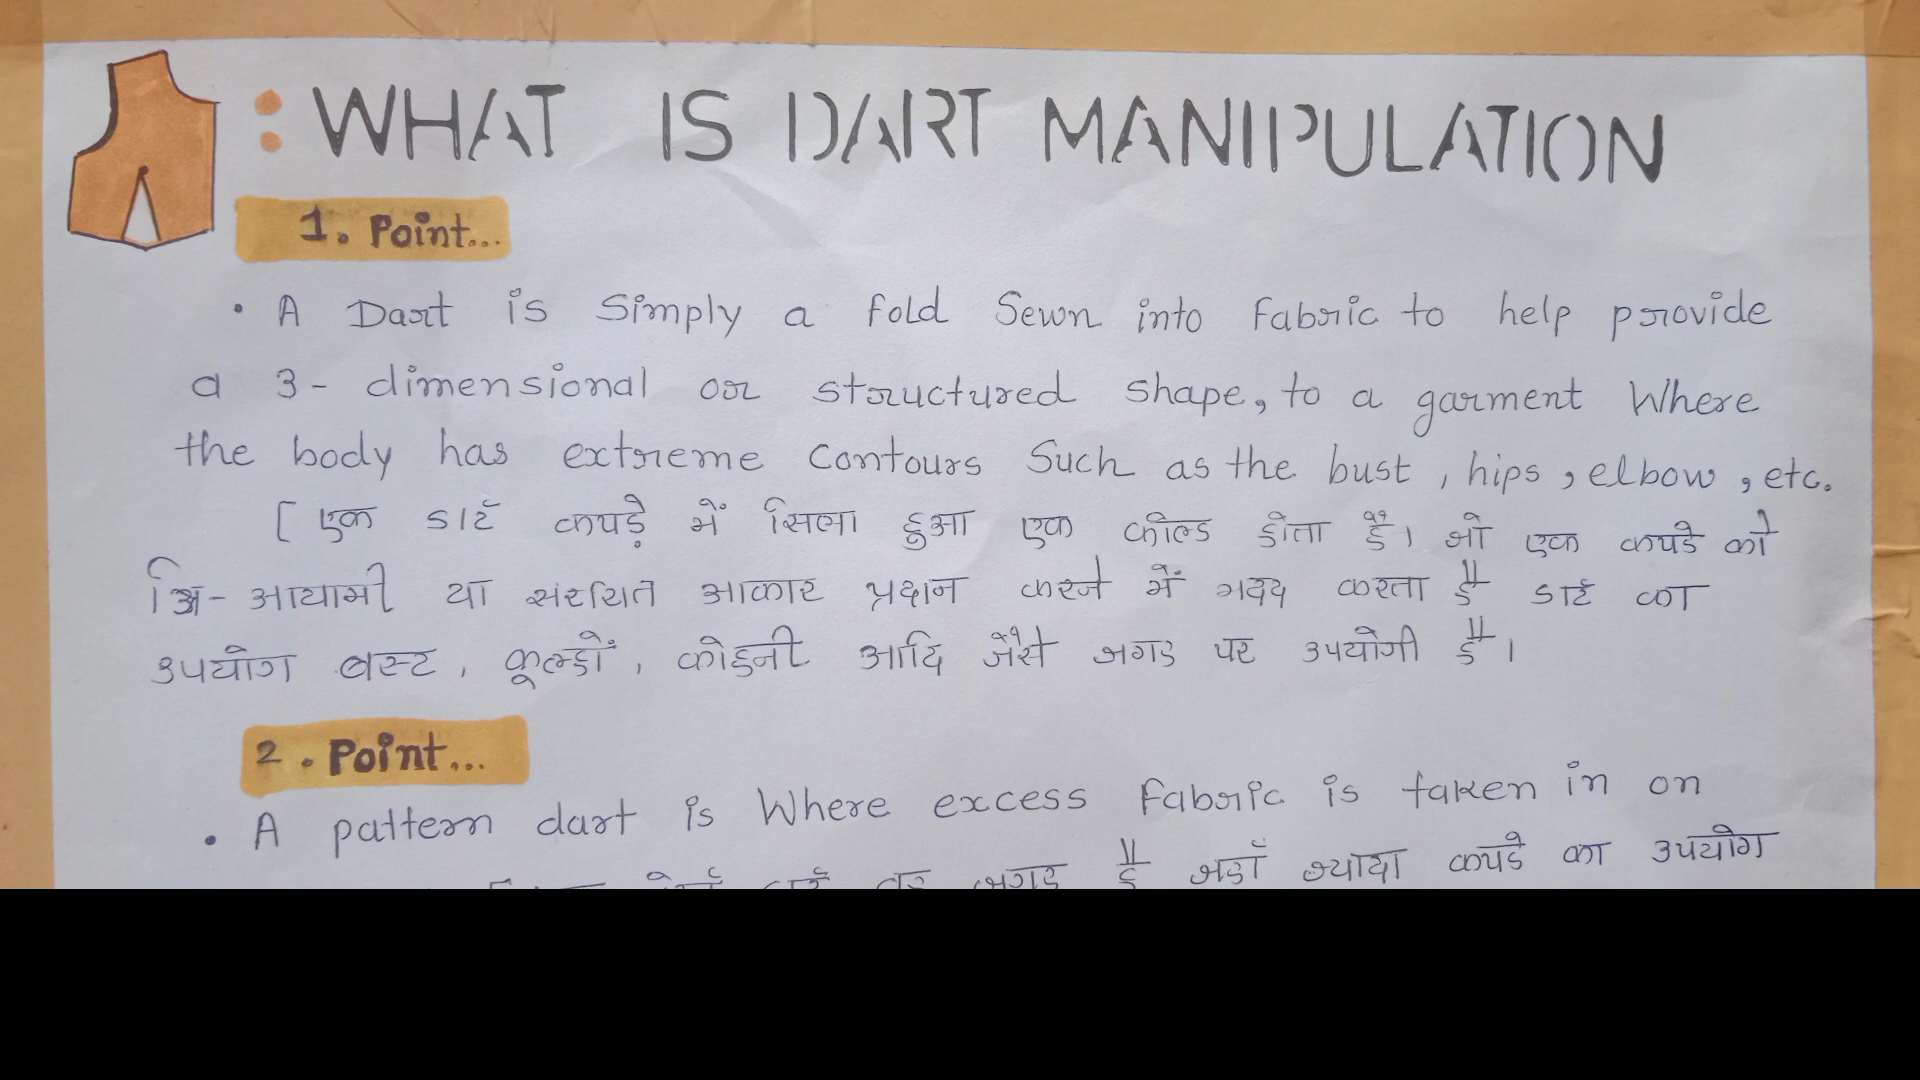 : WHAT IS DART MANIPULATION
1. Point...
• A Dart is Simply a fold Sewn into fabric to help provide
a 3- dimensional or structured shape, to a garment Where
the body has extreme contours Such as the bust, hips, elbow, etc.
[ एक डार्ट कपड़े में सिला हुआ एक फोल्ड होता है। जो एक कपडे को
त्रि-आयामी या संरचित आकार प्रदान करने में मदद करता है डार्ट का
उपयोग बस्ट, कूल्हों, कोहनी आदि जैसे जगह पर उपयोगी है।
2. Point...
• A pattern dart is Where excess fabric is taken in on
जगह है जहाँ ज्यादा कपडे का उपयोग